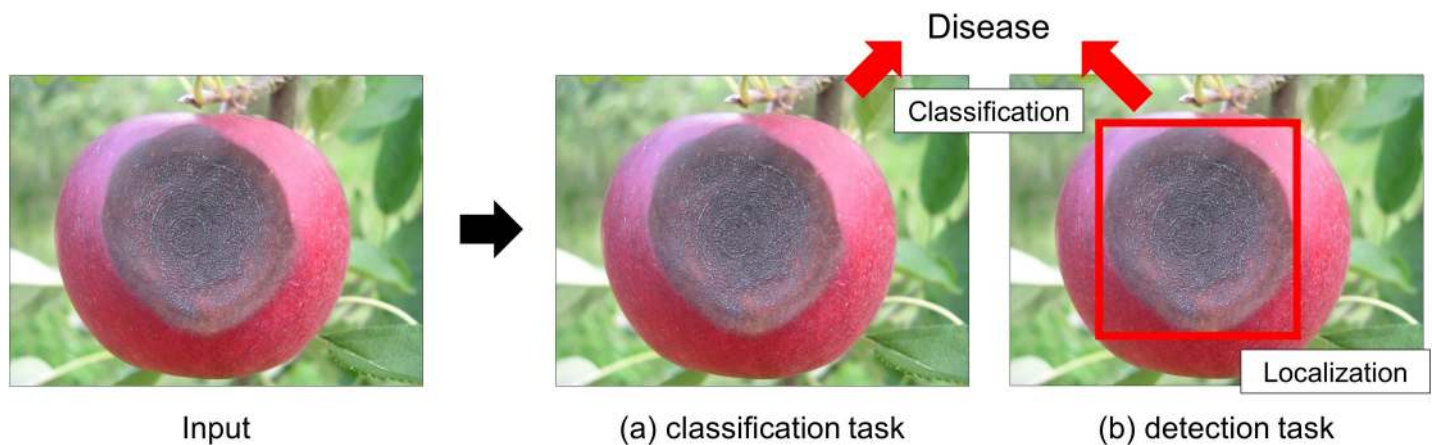 Disease
Classification
Localization
Input
(a) classification task
(b) detection task